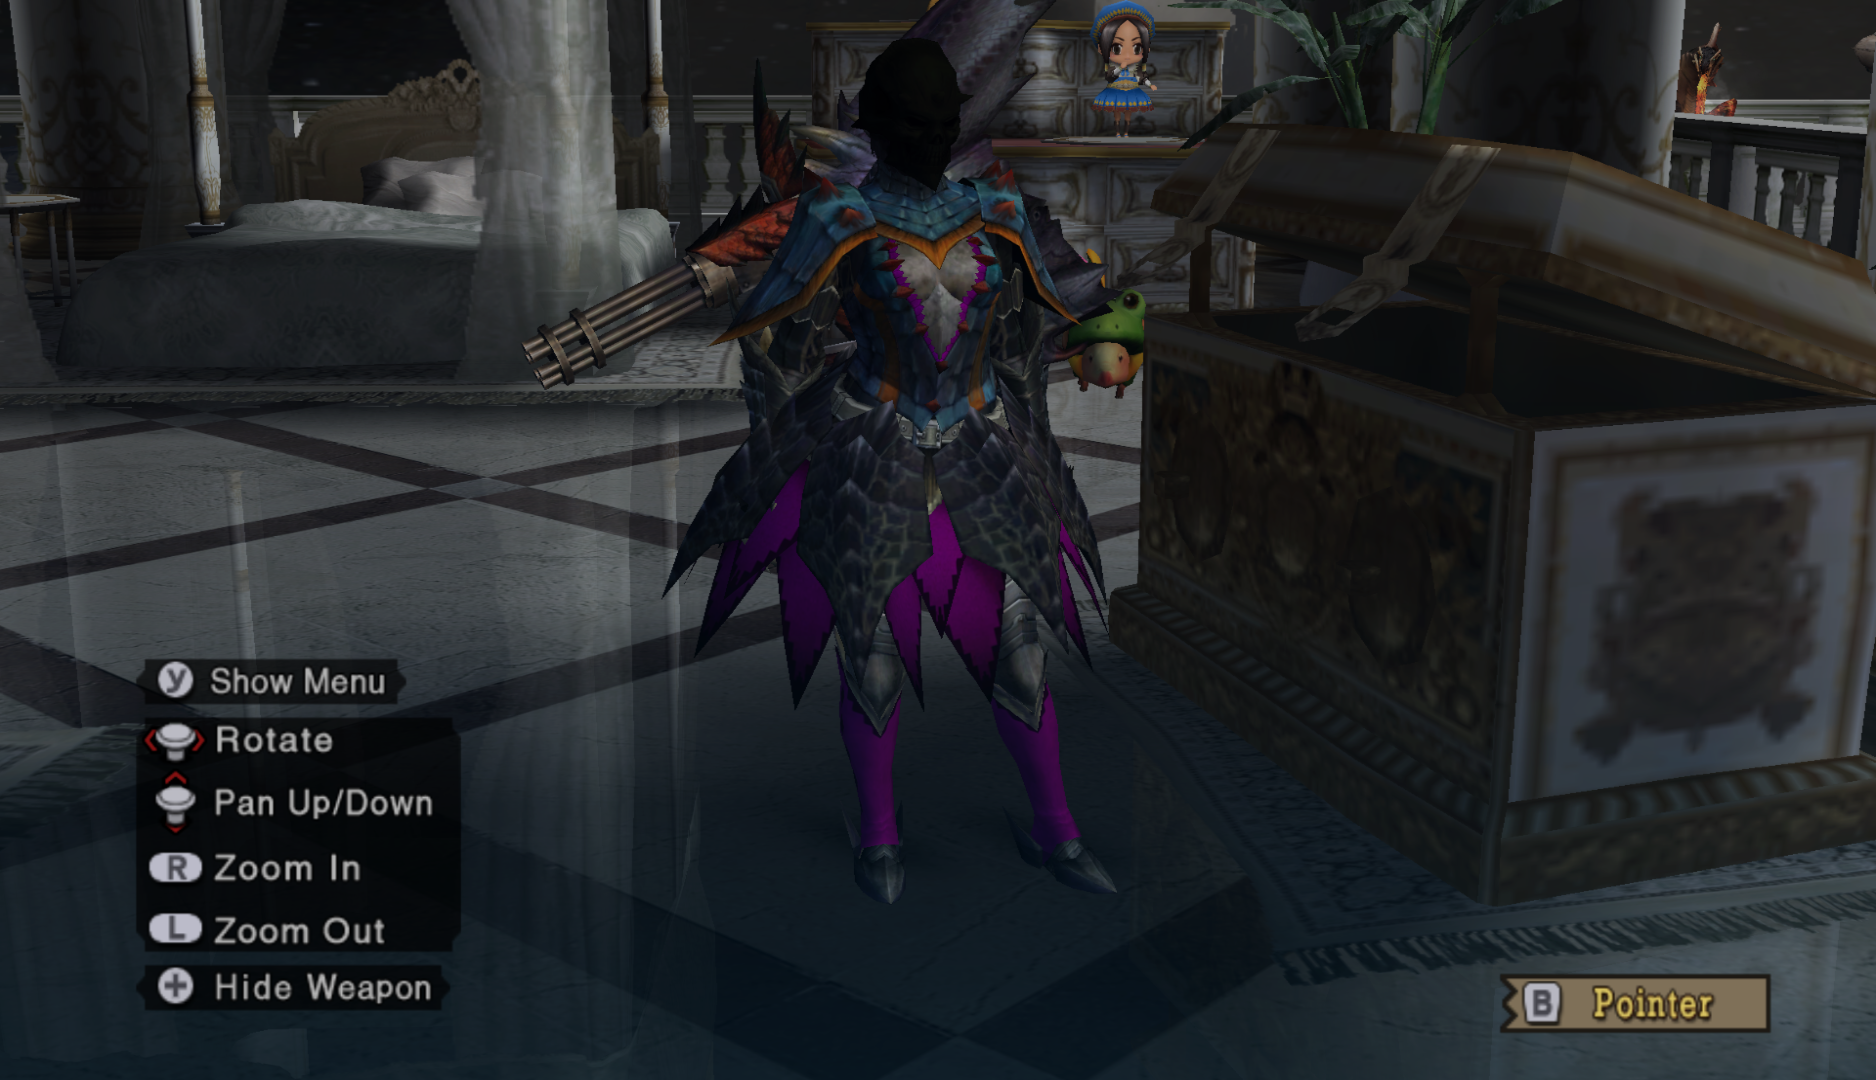 y Show Menu
Rotate
Pan Up/Down
R Zoom In
L Zoom Out
+ Hide Weapon
B Pointer